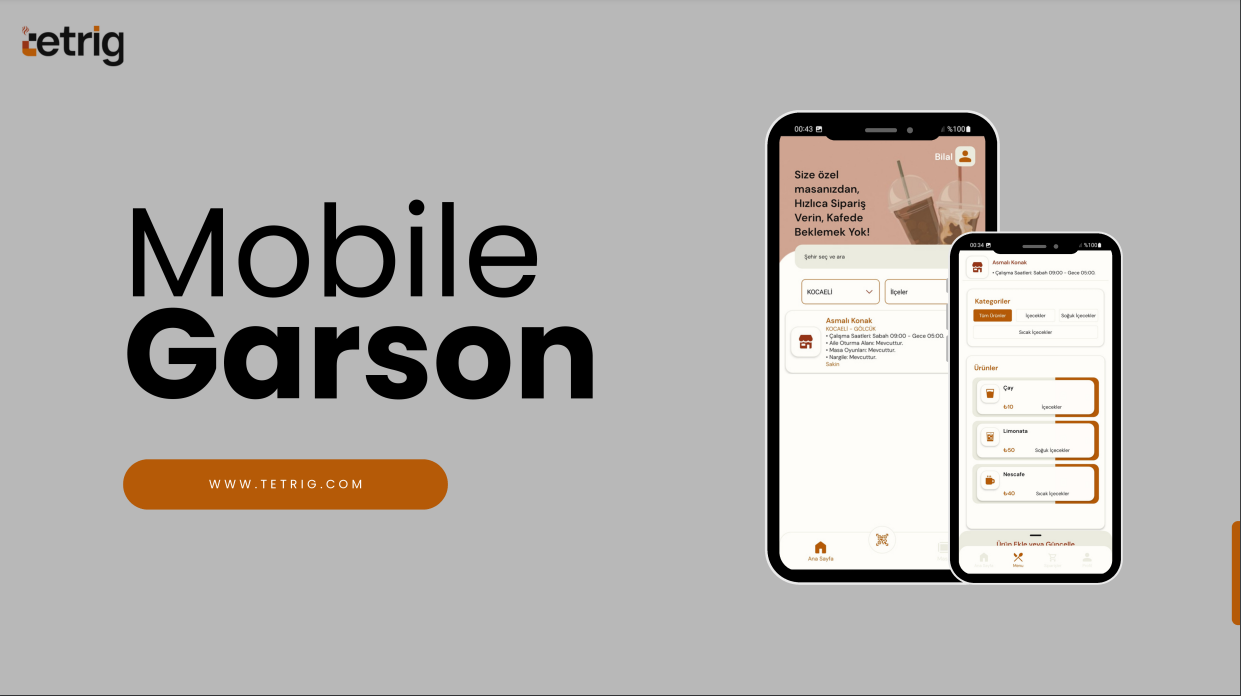 tetrig
Mobile
Garson
WWW.TETRIG.COM
00:43
%100
Bilal
Size özel
masanızdan,
Hızlıca Sipariş
Verin, Kafede
Beklemek Yok!
Şehir seç ve ara
KOCAELİ
İlçeler
Asmalı Konak
KOCAELİ - GÖLCÜK
• Çalışma Saatleri: Sabah 09:00 - Gece 05:00.
• Aile Oturma Alanı: Mevcuttur.
• Masa Oyunları: Mevcuttur.
• Nargile: Mevcuttur.
Sakin
Ana Sayfa
00:34
%100
Asmalı Konak
• Çalışma Saatleri: Sabah 09:00 - Gece 05:00.
Kategoriler
Tüm Ürünler
İçecekler
Soğuk İçecekler
Sıcak İçecekler
Ürünler
Çay
₺10
İçecekler
Limonata
₺50
Soğuk İçecekler
Nescafe
₺40
Sıcak İçecekler
Ürün Ekle veya Güncelle
Menu